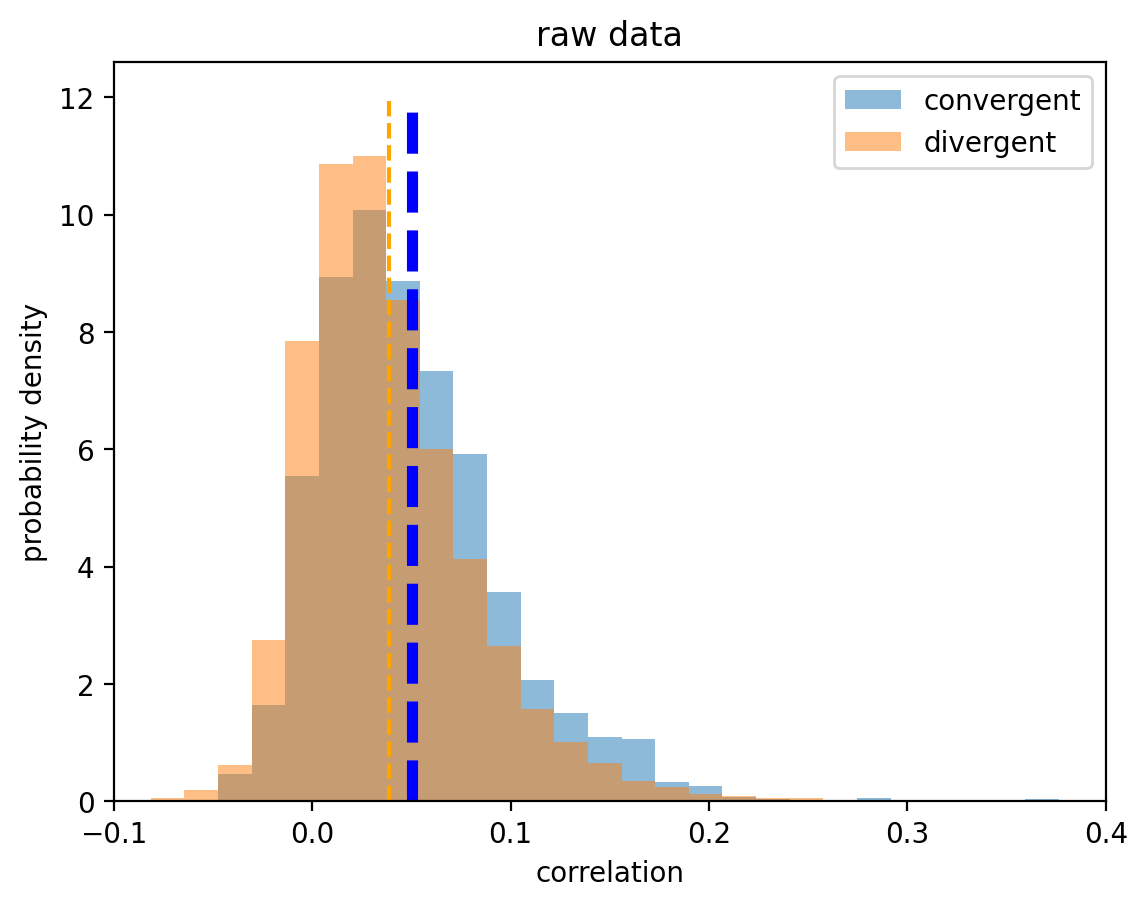 raw data
convergent
divergent
12
10
8
6
4
2
0
probability density
−0.1
0.0
0.1
0.2
0.3
0.4
correlation